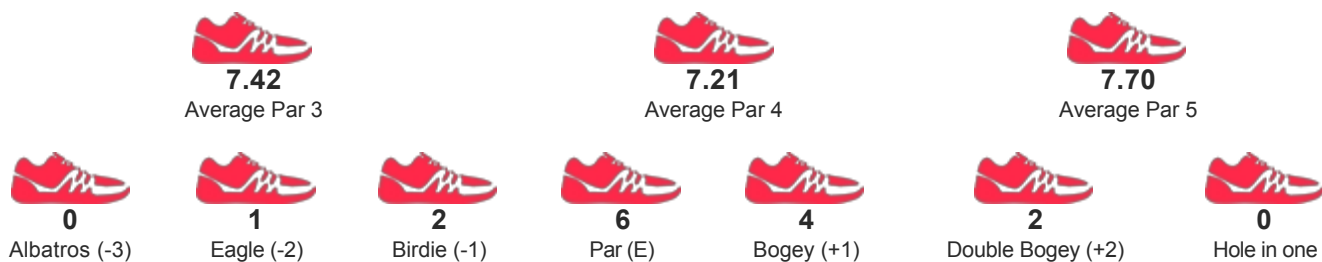 7.42 7.21 7.70
Average Par 3 Average Par 4 Average Par 5
0 1 2 6 4 2 0
Albatros (-3) Eagle (-2) Birdie (-1) Par (E) Bogey (+1) Double Bogey (+2) Hole in one